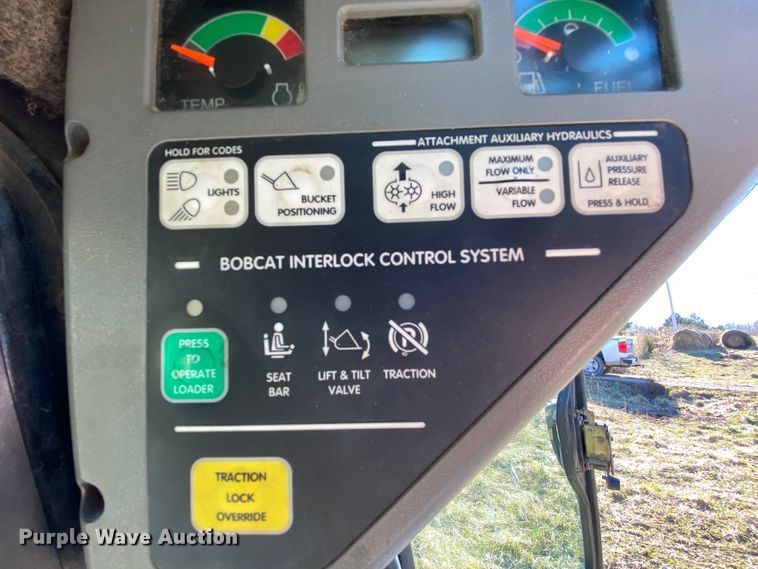 TEMP
FUEL
HOLD FOR CODES
ATTACHMENT AUXILIARY HYDRAULICS
LIGHTS
BUCKET
POSITIONING
HIGH
FLOW
MAXIMUM
FLOW ONLY
VARIABLE
FLOW
AUXILIARY
PRESSURE
RELEASE
PRESS & HOLD
BOBCAT INTERLOCK CONTROL SYSTEM
PRESS
TO
OPERATE
LOADER
SEAT
BAR
LIFT & TILT
VALVE
P
TRACTION
TRACTION
LOCK
OVERRIDE
Purple Wave Auction